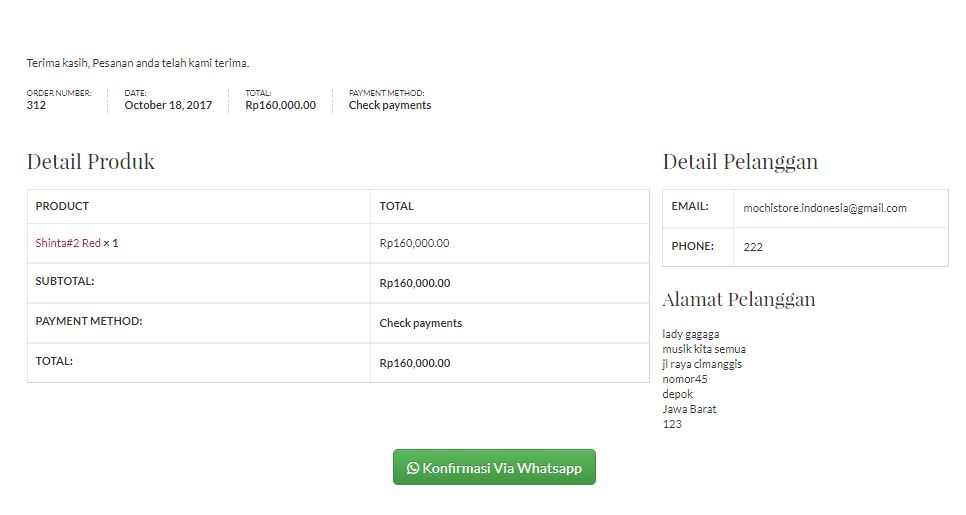 Terima kasih, Pesanan anda telah kami terima.
ORDER NUMBER: DATE: TOTAL: PAYMENT METHOD:
312 October 18, 2017 Rp160,000.00 Check payments
Detail Produk
PRODUCT TOTAL
Shinta#2 Red × 1 Rp160,000.00
SUBTOTAL: Rp160,000.00
PAYMENT METHOD: Check payments
TOTAL: Rp160,000.00
Detail Pelanggan
EMAIL: mochistore.indonesia@gmail.com
PHONE: 222
Alamat Pelanggan
lady gagaga
musik kita semua
jl raya cimanggis
nomor45
depok
Jawa Barat
123
Konfirmasi Via Whatsapp